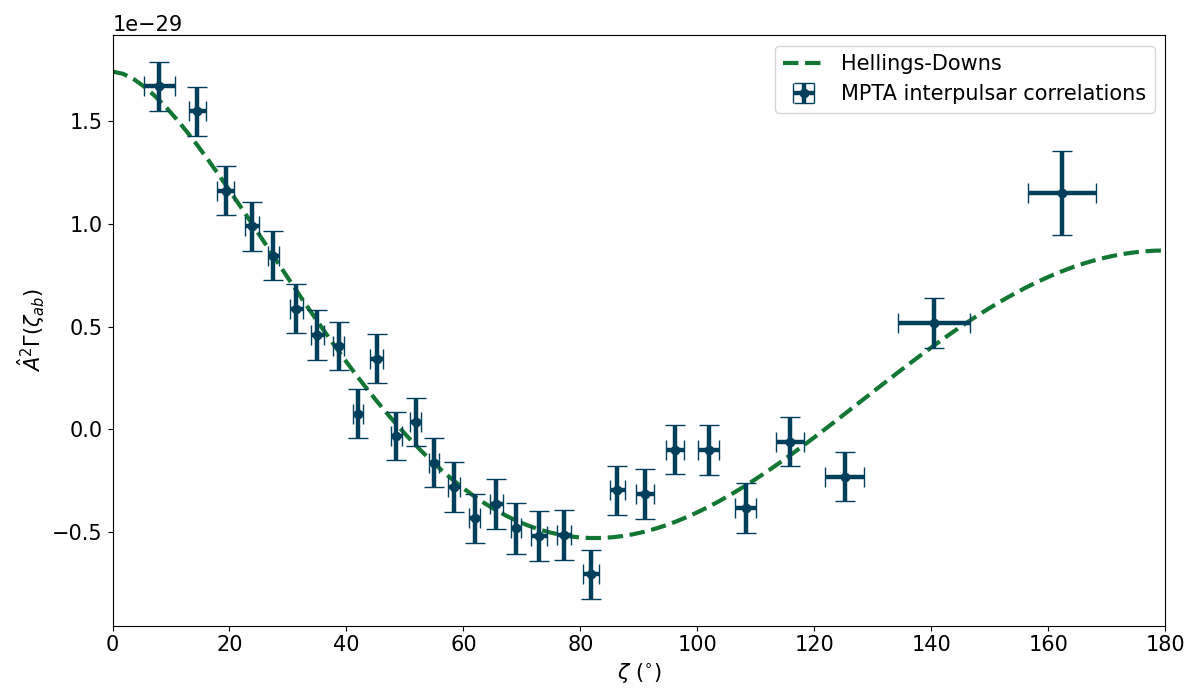 1e−29
Hellings-Downs
MPTA interpulsar correlations
1.5
1.0
0.5
0.0
−0.5
Â²Γ(ζ_ab)
0 20 40 60 80 100 120 140 160 180
ζ (°)